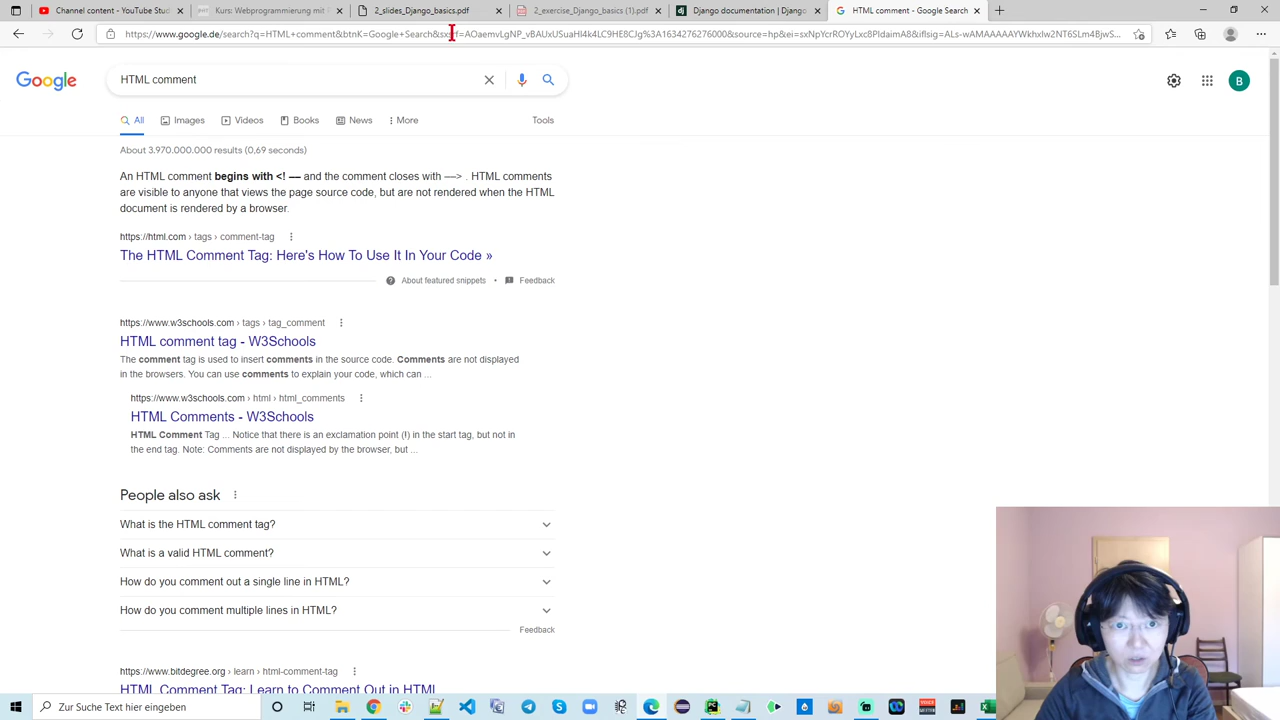 Channel content - YouTube Stud
Kurs: Webprogrammierung mit P
2_slides_Django_basics.pdf
2_exercise_Django_basics (1).pdf
Django documentation | Djang
HTML comment - Google Search
Google
HTML comment
B
All
Images
Videos
Books
News
More
Tools
About 3.970.000.000 results (0,69 seconds)
An HTML comment begins with <! –– and the comment closes with ––> . HTML comments
are visible to anyone that views the page source code, but are not rendered when the HTML
document is rendered by a browser.
https://html.com › tags › comment-tag
The HTML Comment Tag: Here's How To Use It In Your Code »
About featured snippets • Feedback
https://www.w3schools.com › tags › tag_comment
HTML comment tag - W3Schools
The comment tag is used to insert comments in the source code. Comments are not displayed
in the browsers. You can use comments to explain your code, which can ...
https://www.w3schools.com › html › html_comments
HTML Comments - W3Schools
HTML Comment Tag ... Notice that there is an exclamation point (!) in the start tag, but not in
the end tag. Note: Comments are not displayed by the browser, but ...
People also ask
What is the HTML comment tag?
What is a valid HTML comment?
How do you comment out a single line in HTML?
How do you comment multiple lines in HTML?
Feedback
https://www.bitdegree.org › learn › html-comment-tag
HTML Comment Tag: Learn to Comment Out in HTML
Zur Suche Text hier eingeben